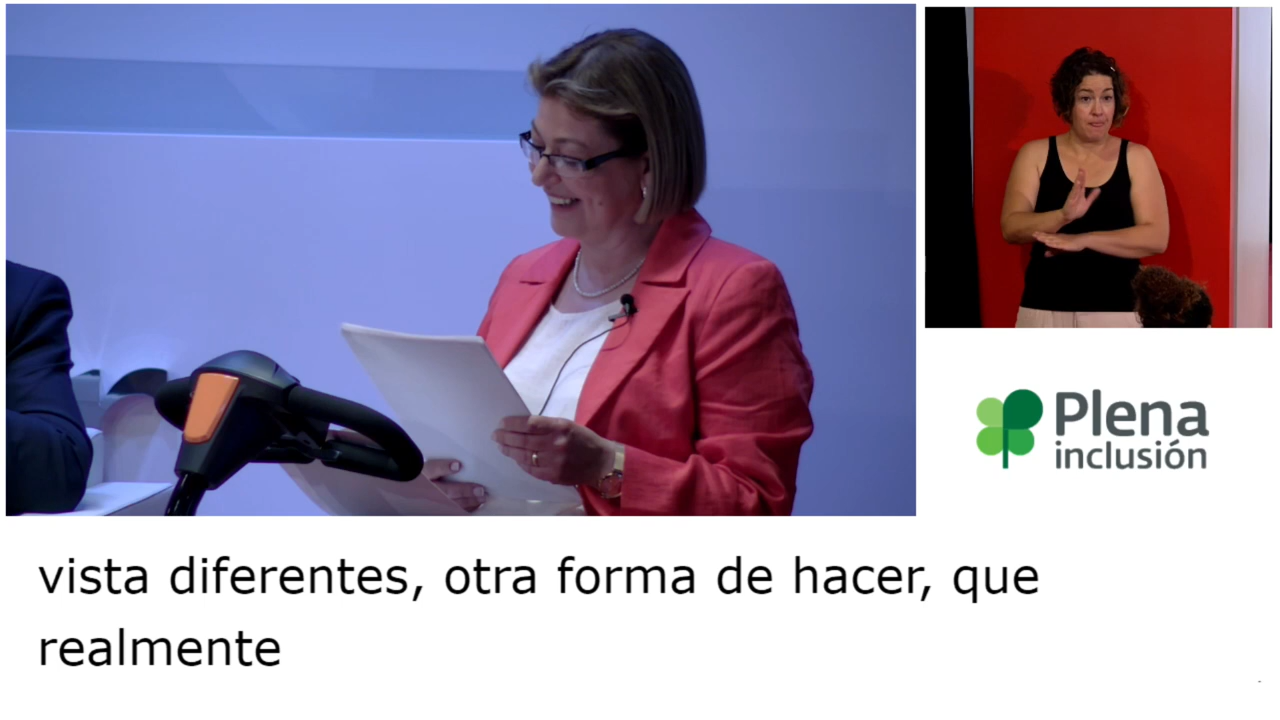 Plena
inclusión
vista diferentes, otra forma de hacer, que
realmente